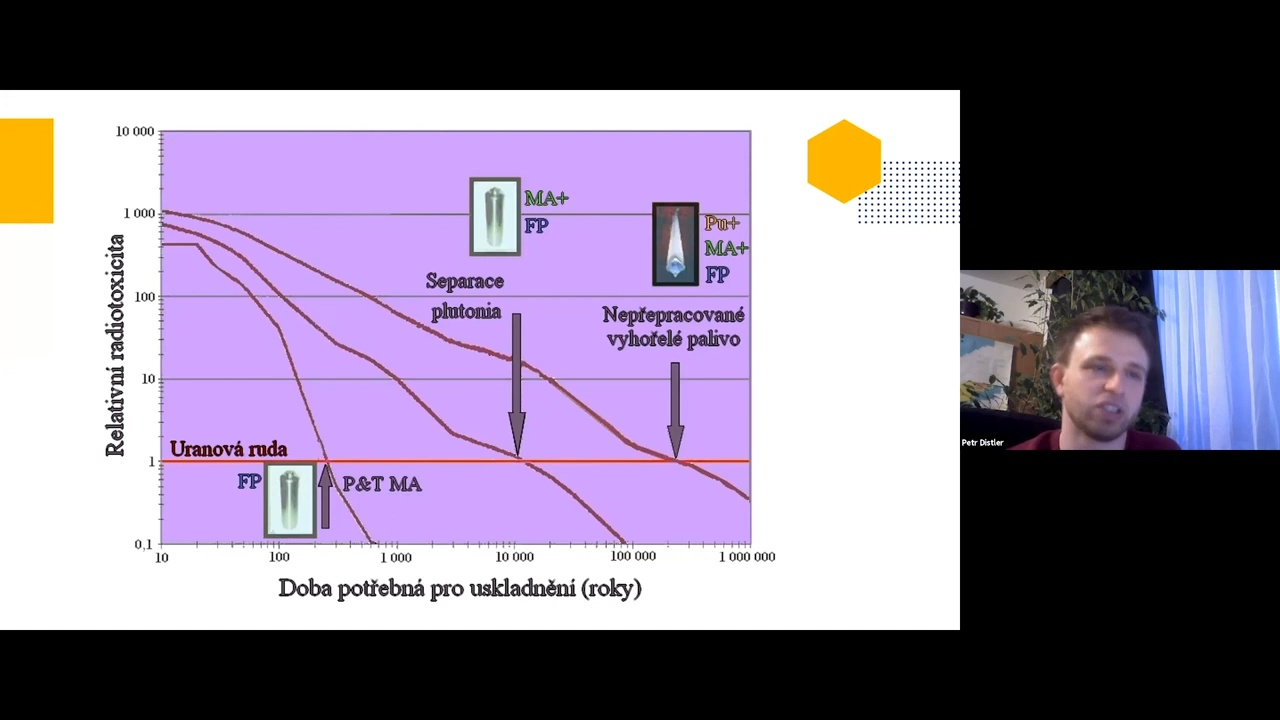 Relativní radiotoxicita
10 000
1 000
100
10
1
0,1
MA+
FP
Pu+
MA+
FP
Separace
plutonia
Nepřepracované
vyhořelé palivo
Uranová ruda
FP
P&T MA
10
100
1 000
10 000
100 000
1 000 000
Doba potřebná pro uskladnění (roky)
Petr Distler